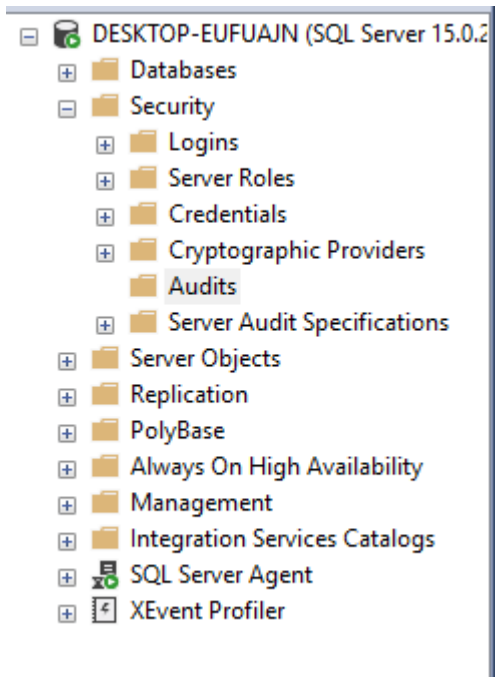 DESKTOP-EUFUAJN (SQL Server 15.0.2
Databases
Security
Logins
Server Roles
Credentials
Cryptographic Providers
Audits
Server Audit Specifications
Server Objects
Replication
PolyBase
Always On High Availability
Management
Integration Services Catalogs
SQL Server Agent
XEvent Profiler